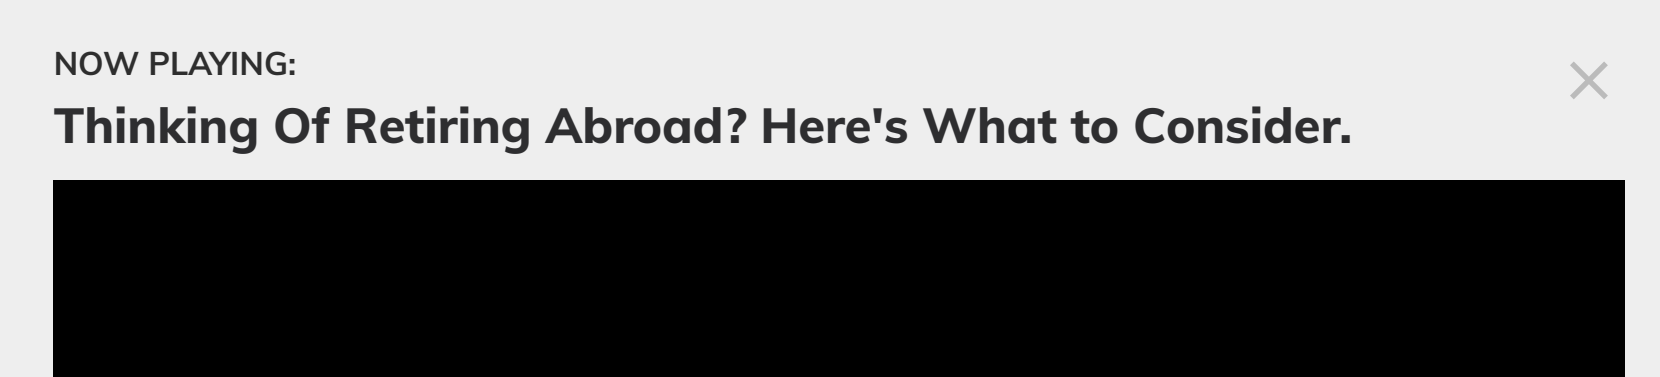 NOW PLAYING:
Thinking Of Retiring Abroad? Here's What to Consider.